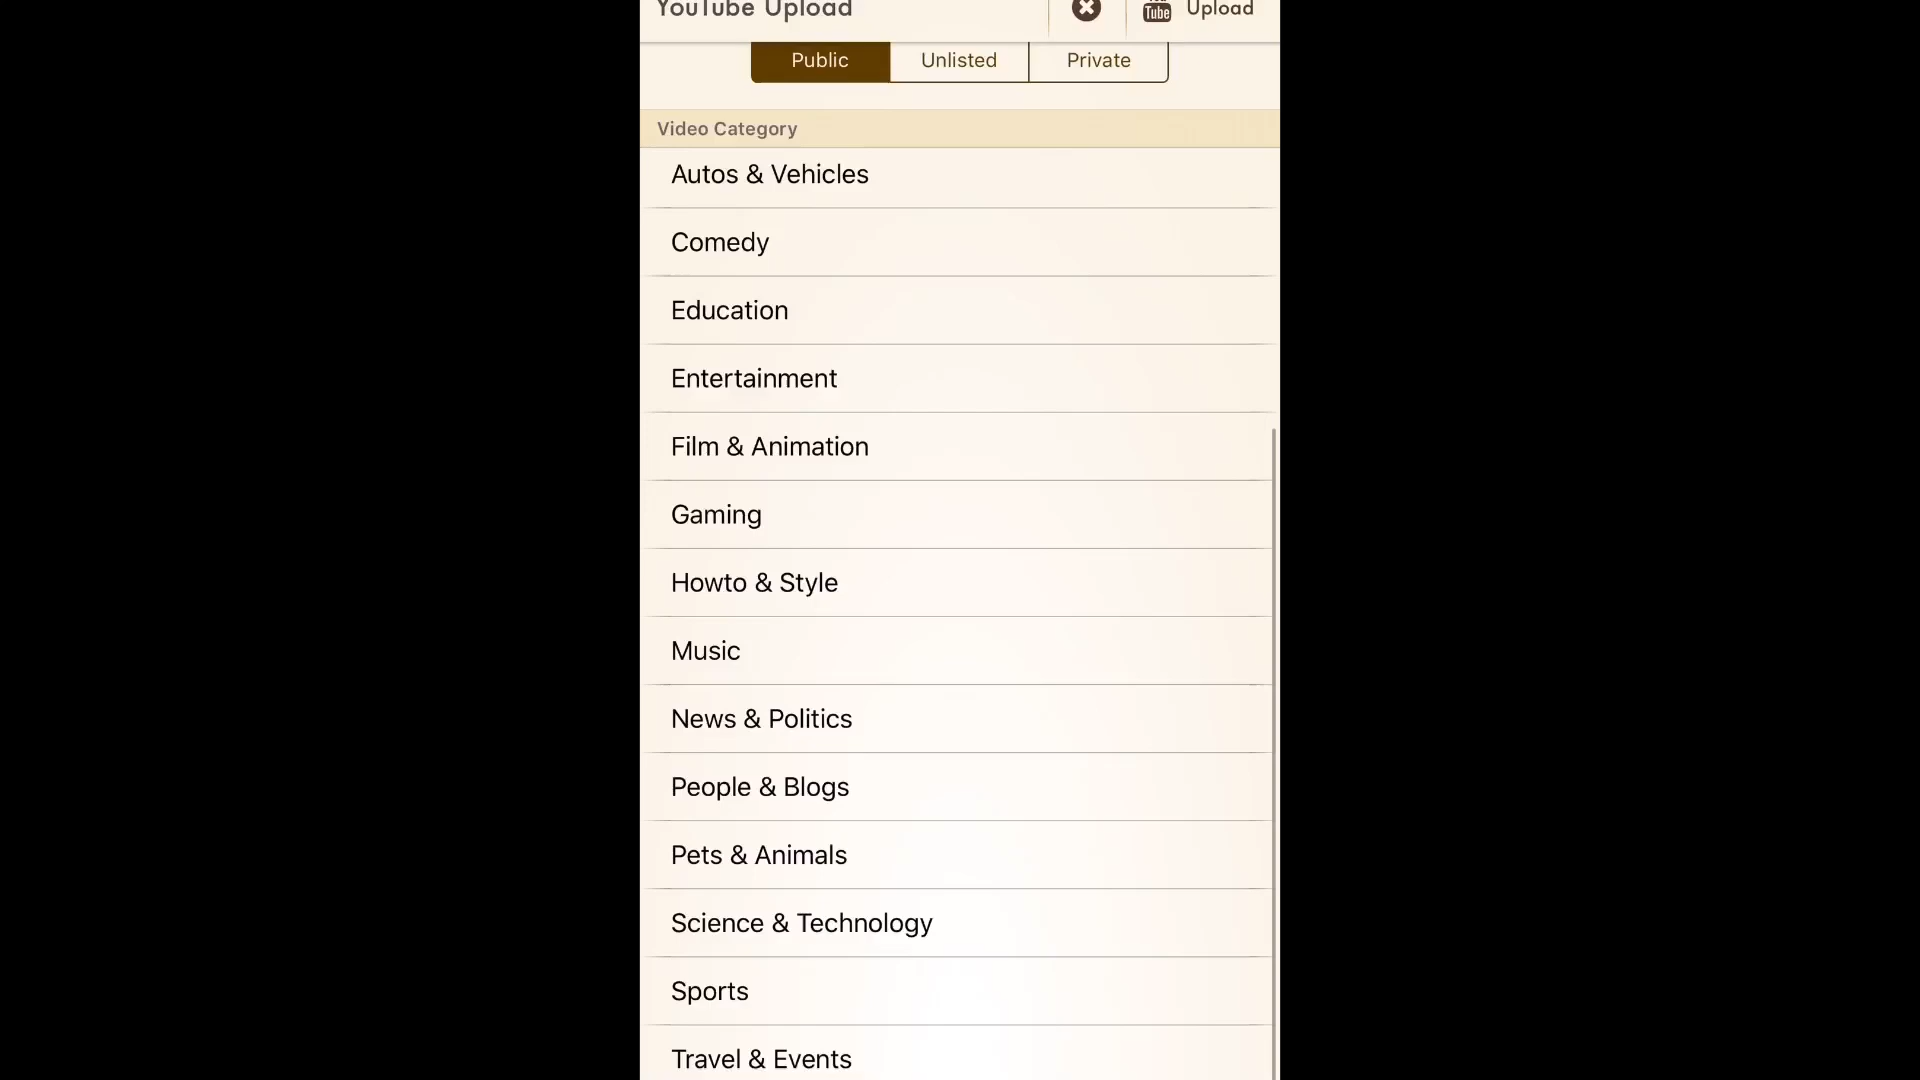 YouTube Upload
Tube Upload
Public Unlisted Private
Video Category
Autos & Vehicles
Comedy
Education
Entertainment
Film & Animation
Gaming
Howto & Style
Music
News & Politics
People & Blogs
Pets & Animals
Science & Technology
Sports
Travel & Events